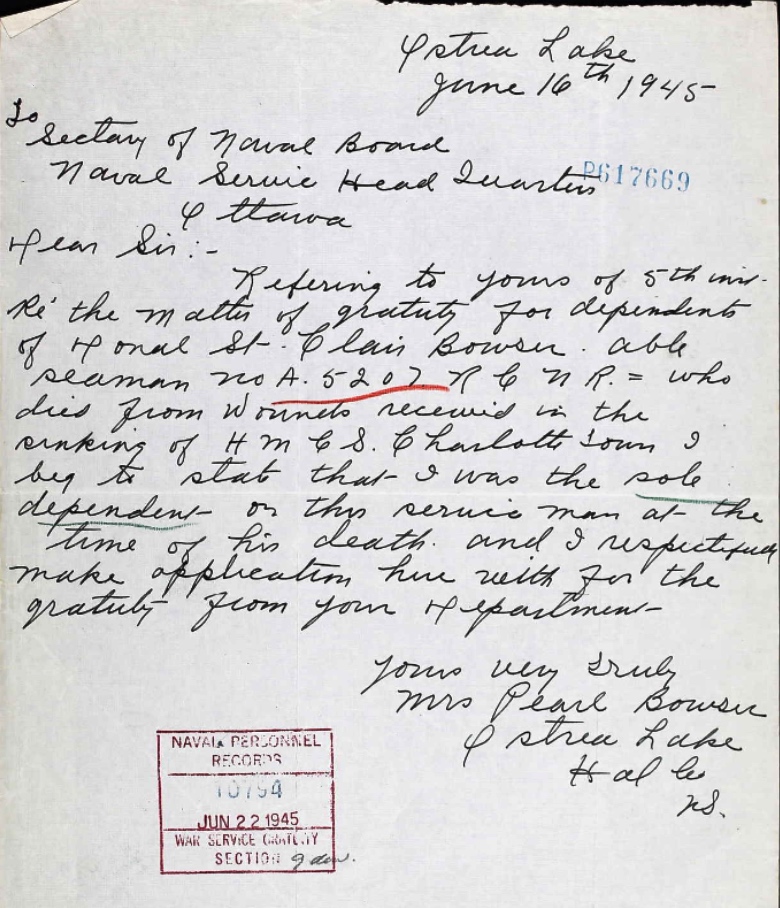 Ostrea Lake
June 16th 1945
To
Sectary of Naval Board
Naval Service Head Quarters
P617669
Ottawa
Dear Sir:-
Refering to yours of 5th inst.
Re' the matter of gratuity for dependents
of Donal St. Clair Bowser. able
seaman no A. 5207 R C N R. = who
died from Wounds received in the
sinking of H M C S. Charlotte Town I
beg to state that I was the sole
dependent on this service man at the
time of his death. and I respectfully
make application here with for the
gratuity from your Department
Yours very Truly
Mrs Pearl Bowser
Ostrea Lake
Hal Co
NS.
NAVAL PERSONNEL
RECORDS
10794
JUN 22 1945
WAR SERVICE GRATUITY
SECTION